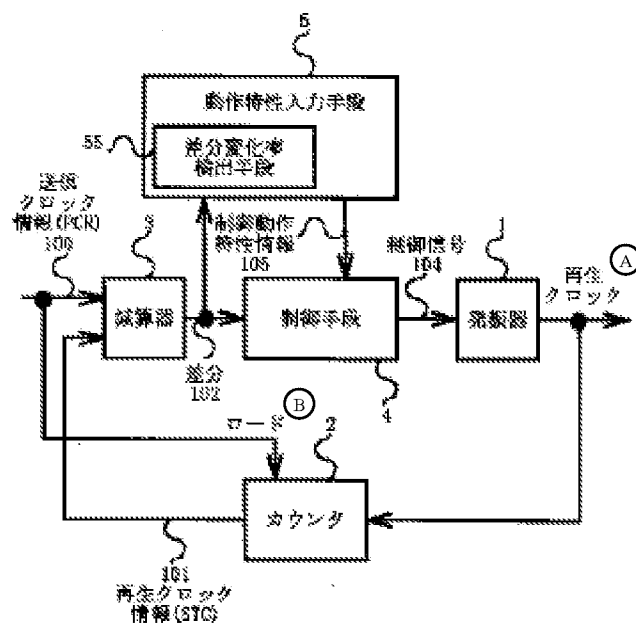 5
動作特性入力手段
55
差分変化率
検出手段
送信
クロック
情報(PCR)
100
3
制御動作
特性情報
105
制御信号
104
1
再生
クロック
A
減算器
制御手段
発振器
差分
102
B
ロード
2
4
カウンタ
101
再生クロック
情報(STC)